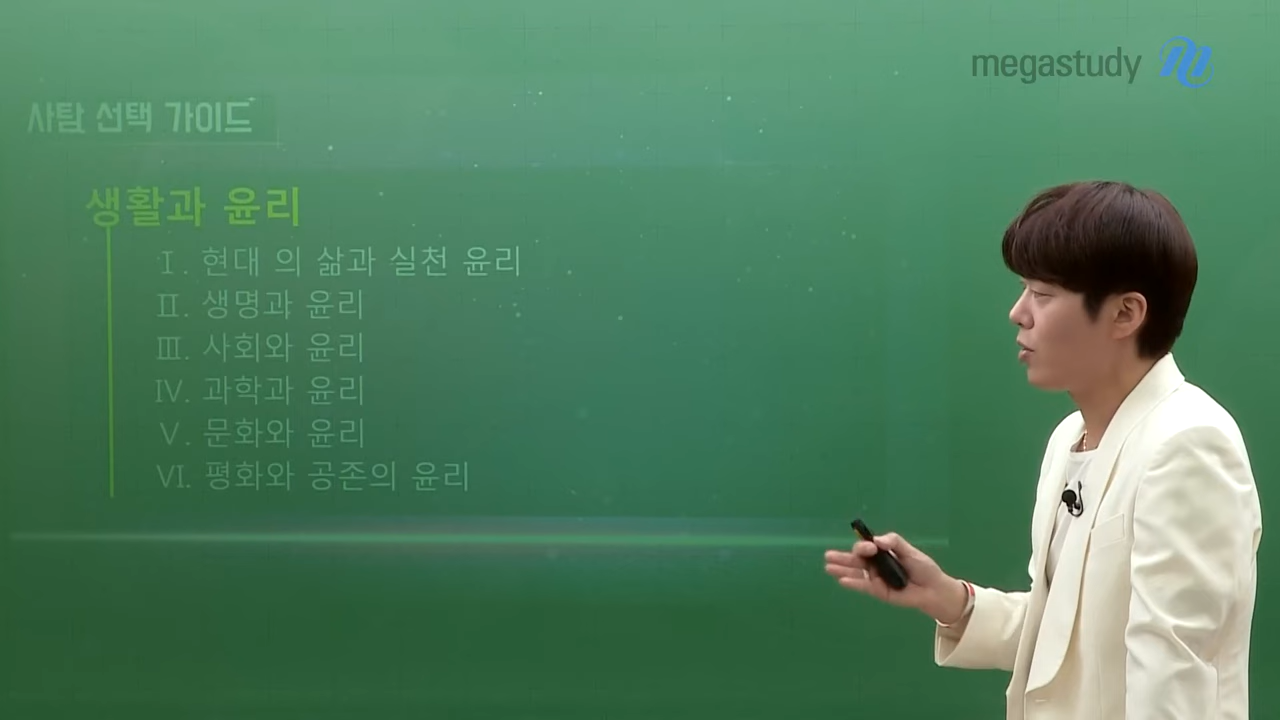 megastudy
사탐 선택 가이드
생활과 윤리
Ⅰ. 현대 의 삶과 실천 윤리
Ⅱ. 생명과 윤리
Ⅲ. 사회와 윤리
Ⅳ. 과학과 윤리
Ⅴ. 문화와 윤리
Ⅵ. 평화와 공존의 윤리